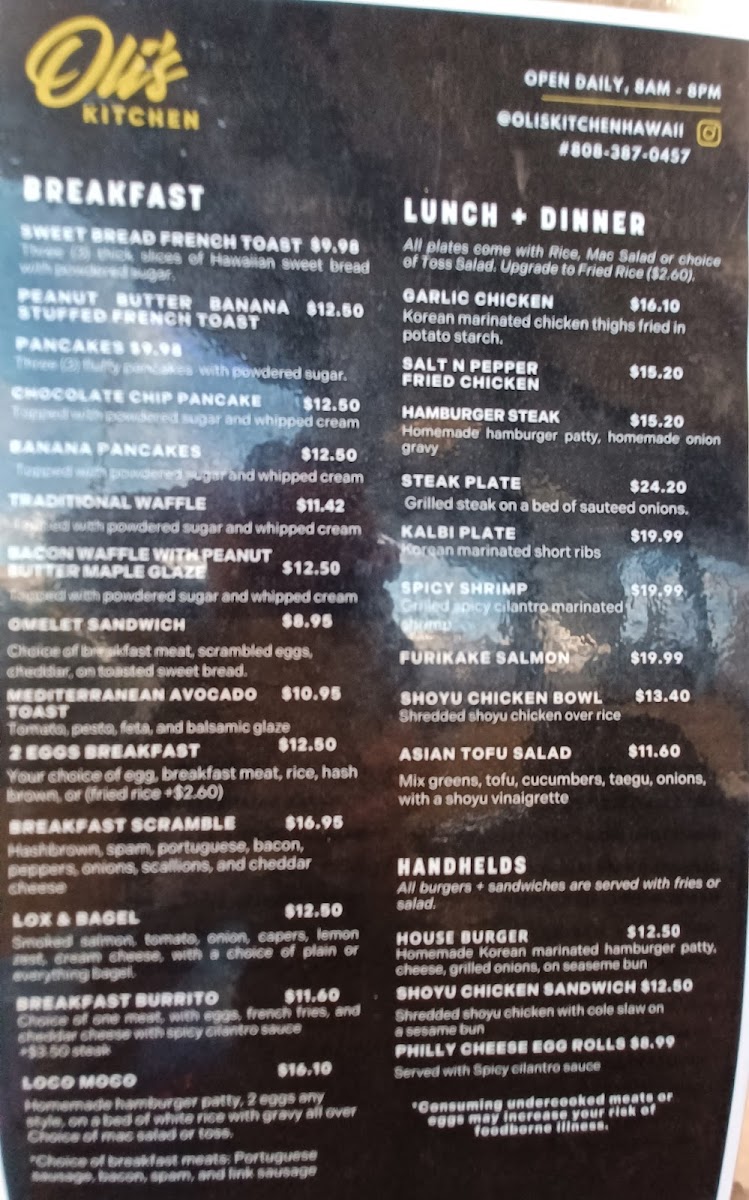 Oli's
KITCHEN
OPEN DAILY, 8AM - 8PM
@OLISKITCHENHAWAII
#808-387-0457
BREAKFAST
SWEET BREAD FRENCH TOAST $9.98
Three (3) thick slices of Hawaiian sweet bread
with powdered sugar.
PEANUT BUTTER BANANA $12.50
STUFFED FRENCH TOAST
PANCAKES $9.98
Three (3) fluffy pancakes with powdered sugar.
CHOCOLATE CHIP PANCAKE $12.50
Topped with powdered sugar and whipped cream
BANANA PANCAKES $12.50
Topped with powdered sugar and whipped cream
TRADITIONAL WAFFLE $11.42
Topped with powdered sugar and whipped cream
BACON WAFFLE WITH PEANUT
BUTTER MAPLE GLAZE $12.50
Topped with powdered sugar and whipped cream
OMELET SANDWICH $8.95
Choice of breakfast meat, scrambled eggs,
cheddar, on toasted sweet bread.
MEDITERRANEAN AVOCADO $10.95
TOAST
Tomato, pesto, feta, and balsamic glaze
2 EGGS BREAKFAST $12.50
Your choice of egg, breakfast meat, rice, hash
brown, or (fried rice +$2.60)
BREAKFAST SCRAMBLE $16.95
Hashbrown, spam, portuguese, bacon,
peppers, onions, scallions, and cheddar
cheese
LOX & BAGEL $12.50
Smoked salmon, tomato, onion, capers, lemon
zest, cream cheese, with a choice of plain or
everything bagel.
BREAKFAST BURRITO $11.60
Choice of one meat, with eggs, french fries, and
cheddar cheese with spicy cilantro sauce
+$3.50 steak
LOCO MOCO $16.10
Homemade hamburger patty, 2 eggs any
style, on a bed of white rice with gravy all over
Choice of mac salad or toss.
*Choice of breakfast meats: Portuguese
sausage, bacon, spam, and link sausage
LUNCH + DINNER
All plates come with Rice, Mac Salad or choice
of Toss Salad. Upgrade to Fried Rice ($2.60).
GARLIC CHICKEN $16.10
Korean marinated chicken thighs fried in
potato starch.
SALT N PEPPER $15.20
FRIED CHICKEN
HAMBURGER STEAK $15.20
Homemade hamburger patty, homemade onion
gravy
STEAK PLATE $24.20
Grilled steak on a bed of sauteed onions.
KALBI PLATE $19.99
Korean marinated short ribs
SPICY SHRIMP $19.99
Grilled spicy cilantro marinated
shrimp
FURIKAKE SALMON $19.99
SHOYU CHICKEN BOWL $13.40
Shredded shoyu chicken over rice
ASIAN TOFU SALAD $11.60
Mix greens, tofu, cucumbers, taegu, onions,
with a shoyu vinaigrette
HANDHELDS
All burgers + sandwiches are served with fries or
salad.
HOUSE BURGER $12.50
Homemade Korean marinated hamburger patty,
cheese, grilled onions, on seaseme bun
SHOYU CHICKEN SANDWICH $12.50
Shredded shoyu chicken with cole slaw on
a sesame bun
PHILLY CHEESE EGG ROLLS $8.99
Served with Spicy cilantro sauce
*Consuming undercooked meats or
eggs may increase your risk of
foodborne illness.